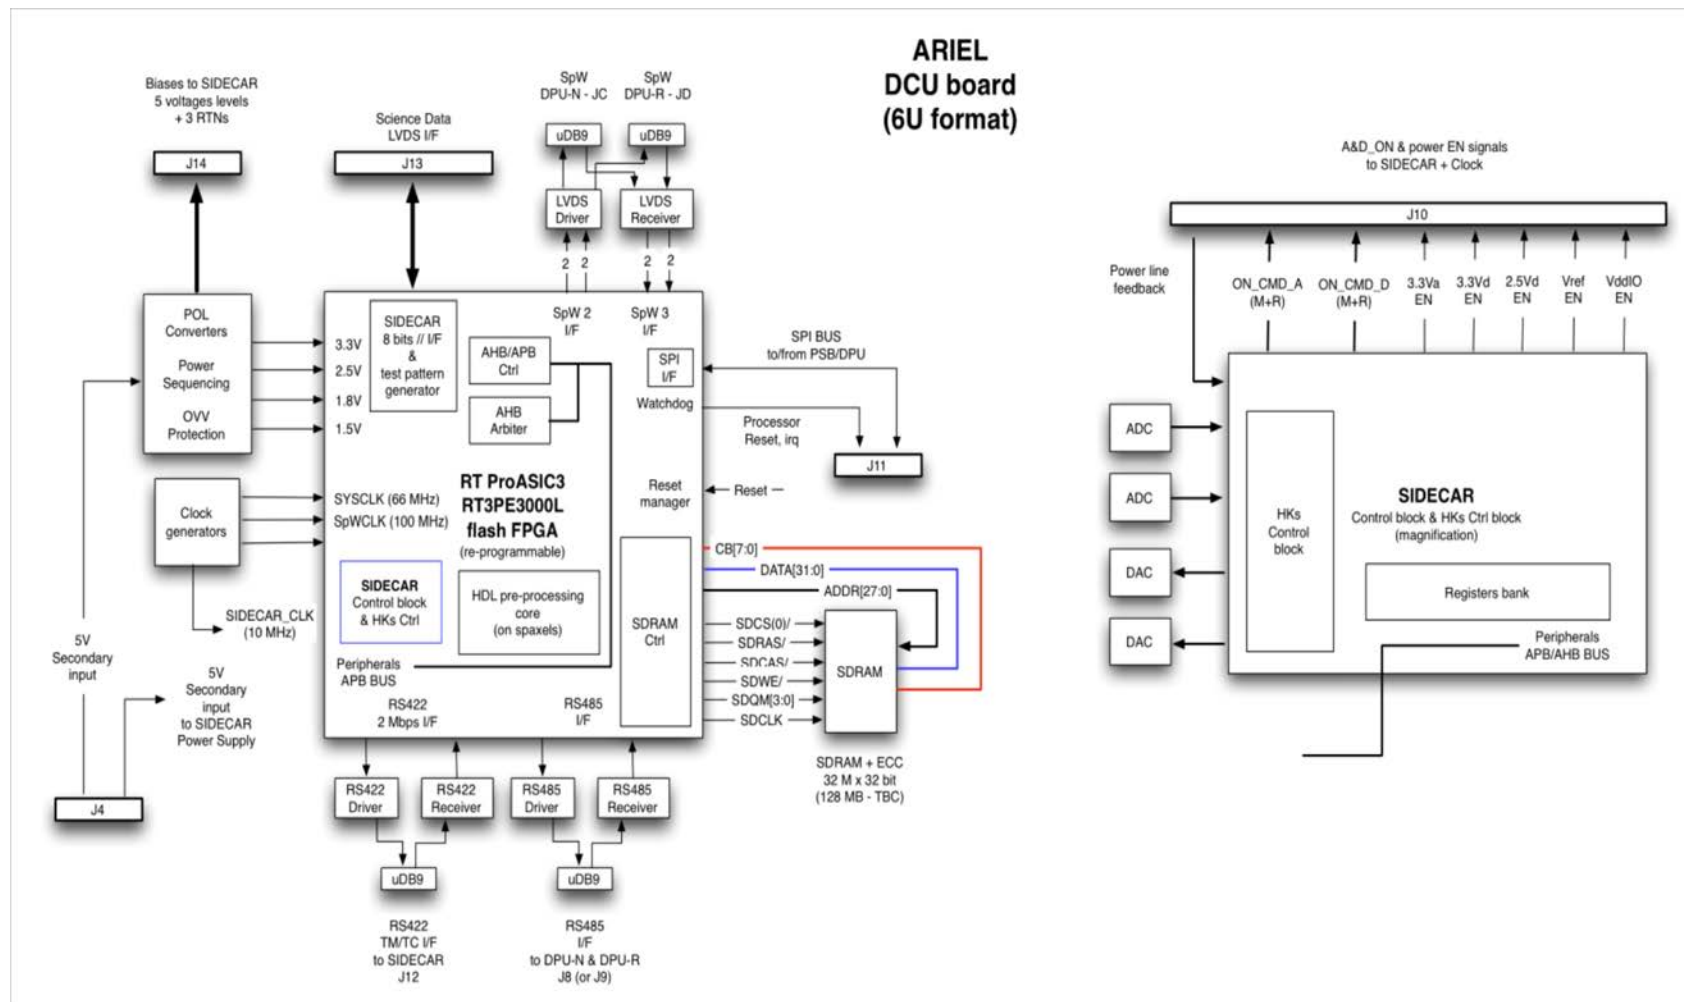 ARIEL
DCU board
(6U format)
Biases to SIDECAR
5 voltages levels
+ 3 RTNs
J14
Science Data
LVDS I/F
J13
SpW
DPU-N - JC
SpW
DPU-R - JD
uDB9
uDB9
LVDS
Driver
LVDS
Receiver
2
2
2
2
POL
Converters
Power
Sequencing
OVV
Protection
3.3V
2.5V
1.8V
1.5V
SIDECAR
8 bits // I/F
&
test pattern
generator
AHB/APB
Ctrl
AHB
Arbiter
SpW 2
I/F
SpW 3
I/F
SPI
I/F
Watchdog
SPI BUS
to/from PSB/DPU
Processor
Reset, irq
J11
Clock
generators
SYSCLK (66 MHz)
SpWCLK (100 MHz)
RT ProASIC3
RT3PE3000L
flash FPGA
(re-programmable)
Reset
manager
Reset
SIDECAR
Control block
& HKs Ctrl
HDL pre-processing
core
(on spaxels)
SDRAM
Ctrl
CB[7:0]
DATA[31:0]
ADDR[27:0]
SDCS(0)/
SDRAS/
SDCAS/
SDWE/
SDQM[3:0]
SDCLK
SDRAM
SDRAM + ECC
32 M x 32 bit
(128 MB - TBC)
SIDECAR_CLK
(10 MHz)
5V
Secondary
input
5V
Secondary
input
to SIDECAR
Power Supply
J4
Peripherals
APB BUS
RS422
2 Mbps I/F
RS485
I/F
RS422
Driver
RS422
Receiver
RS485
Driver
RS485
Receiver
uDB9
uDB9
RS422
TM/TC I/F
to SIDECAR
J12
RS485
I/F
to DPU-N & DPU-R
J8 (or J9)
A&D_ON & power EN signals
to SIDECAR + Clock
J10
Power line
feedback
ON_CMD_A
(M+R)
ON_CMD_D
(M+R)
3.3Va
EN
3.3Vd
EN
2.5Vd
EN
Vref
EN
VddIO
EN
ADC
ADC
DAC
DAC
HKs
Control
block
SIDECAR
Control block & HKs Ctrl block
(magnification)
Registers bank
Peripherals
APB/AHB BUS